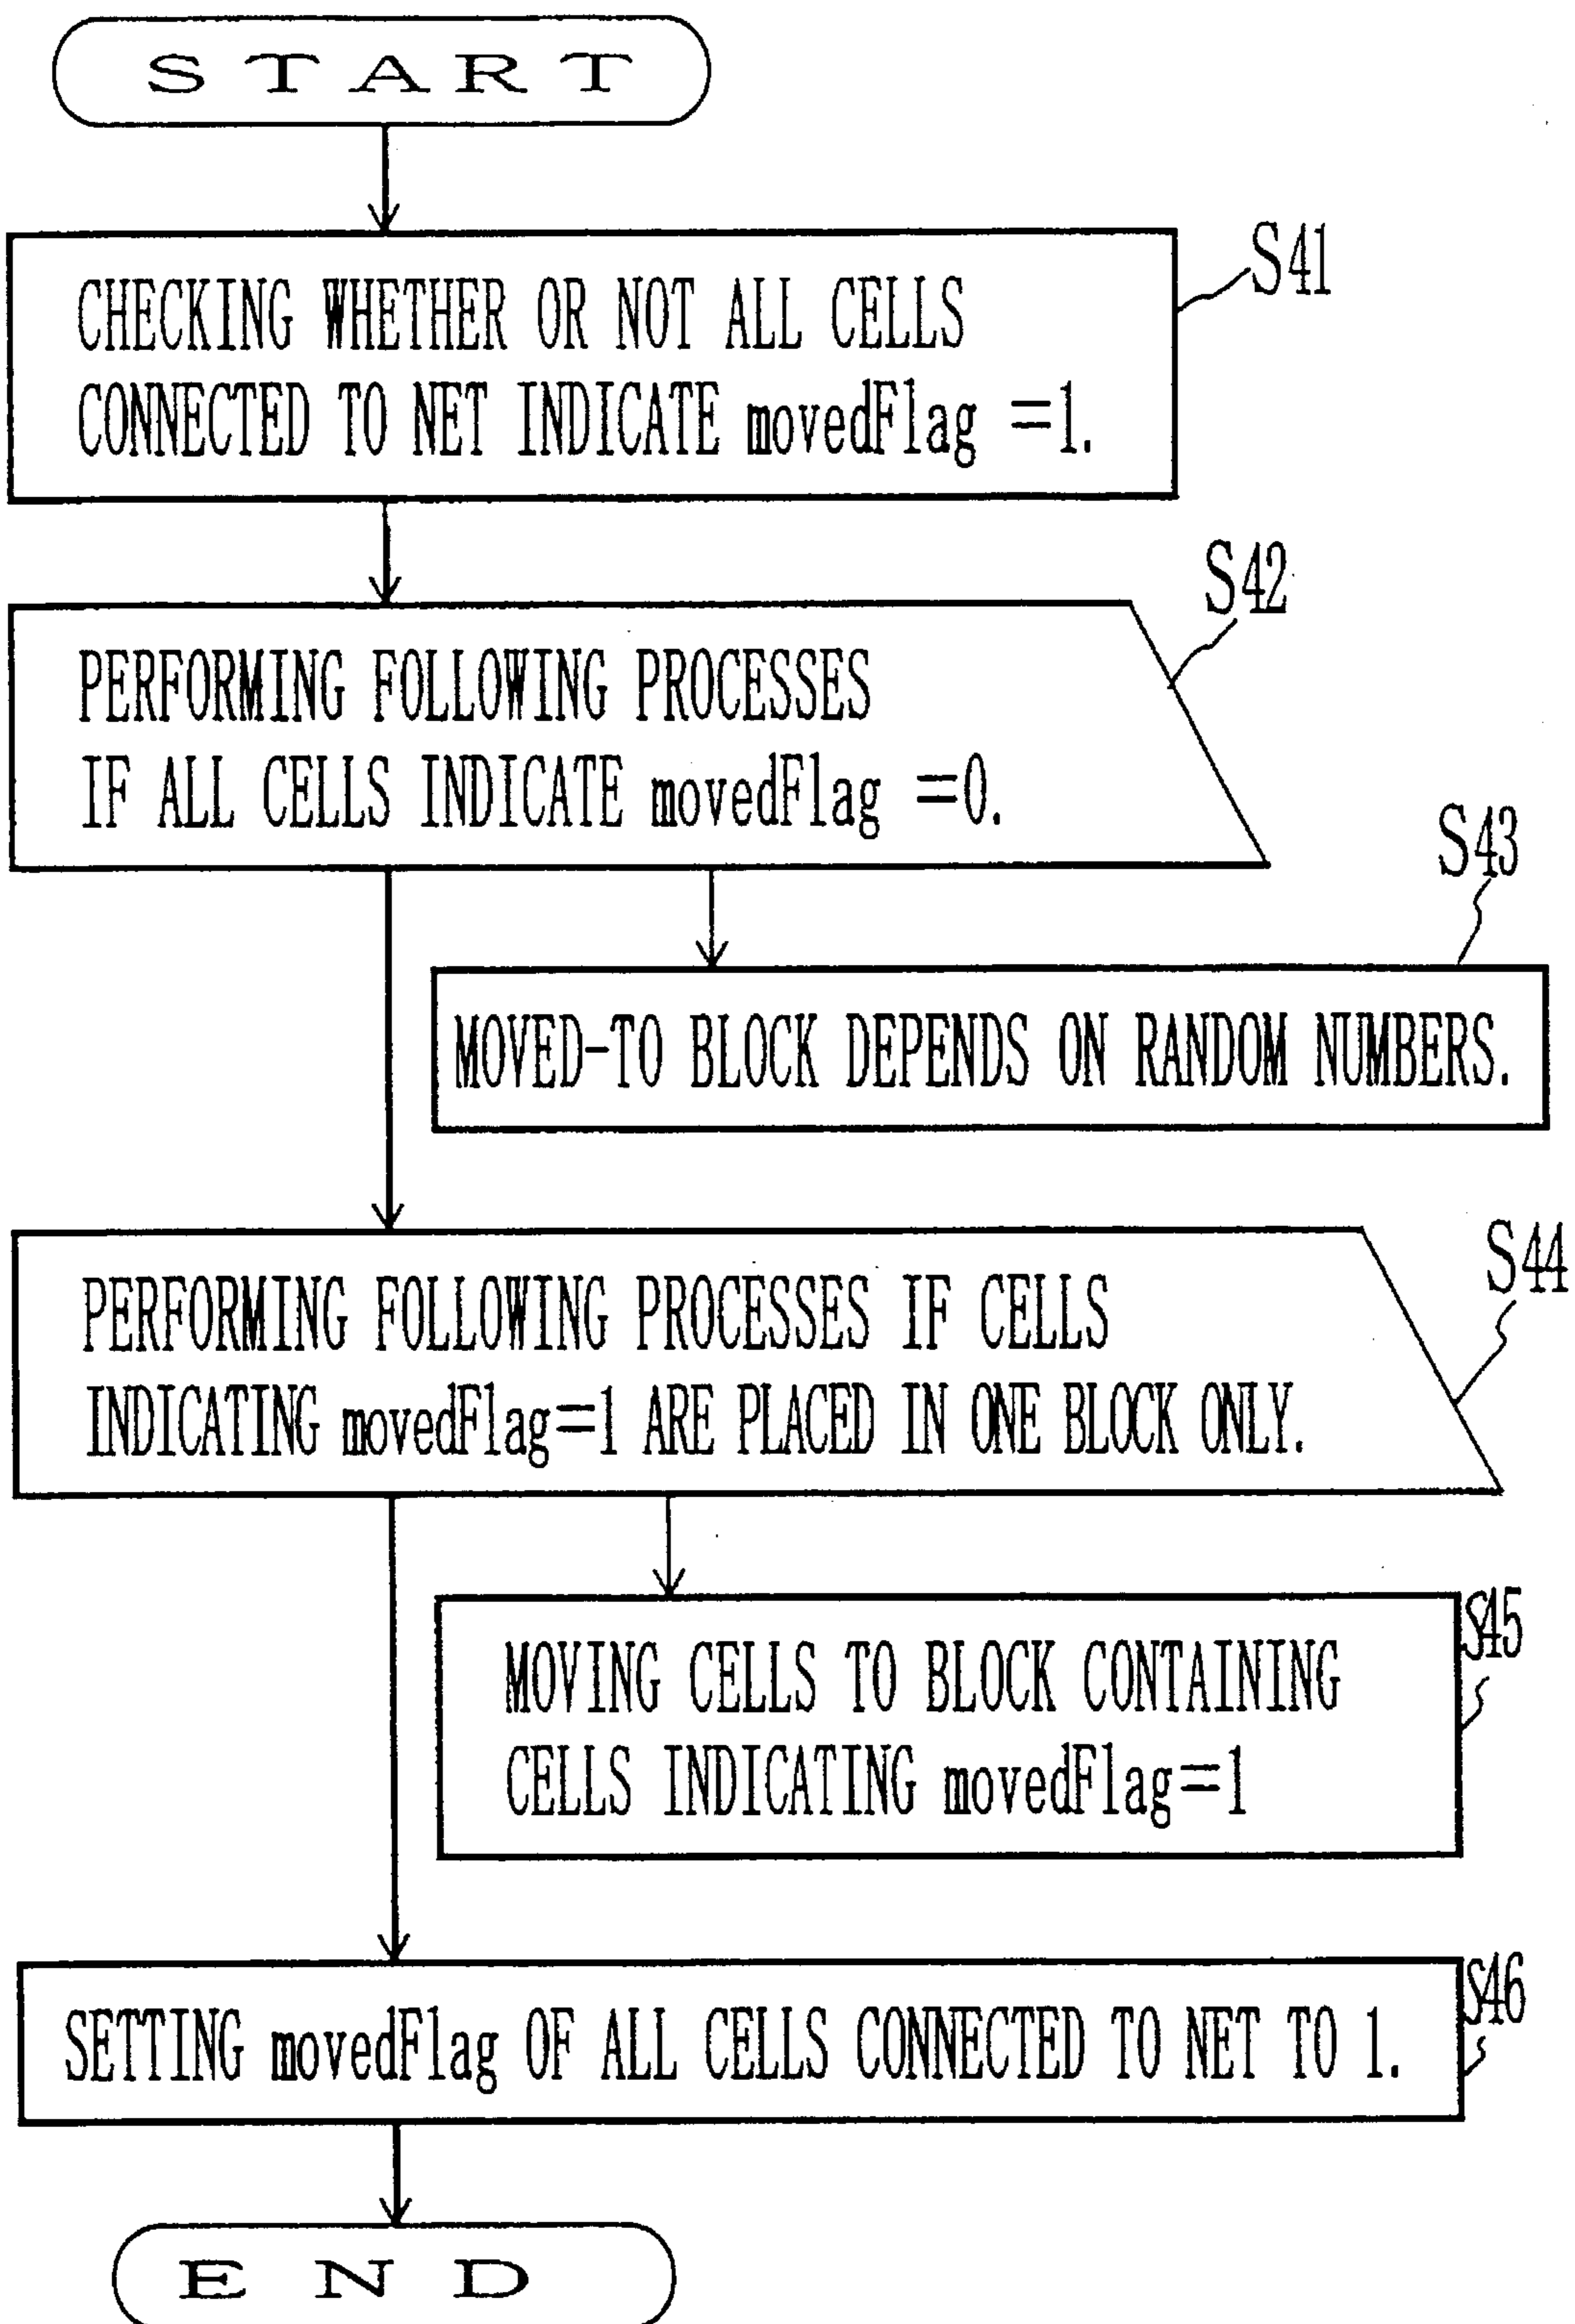 START
S41
CHECKING WHETHER OR NOT ALL CELLS
CONNECTED TO NET INDICATE movedFlag =1.
S42
PERFORMING FOLLOWING PROCESSES
IF ALL CELLS INDICATE movedFlag =0.
S43
MOVED-TO BLOCK DEPENDS ON RANDOM NUMBERS.
S44
PERFORMING FOLLOWING PROCESSES IF CELLS
INDICATING movedFlag=1 ARE PLACED IN ONE BLOCK ONLY.
S45
MOVING CELLS TO BLOCK CONTAINING
CELLS INDICATING movedFlag=1
S46
SETTING movedFlag OF ALL CELLS CONNECTED TO NET TO 1.
END